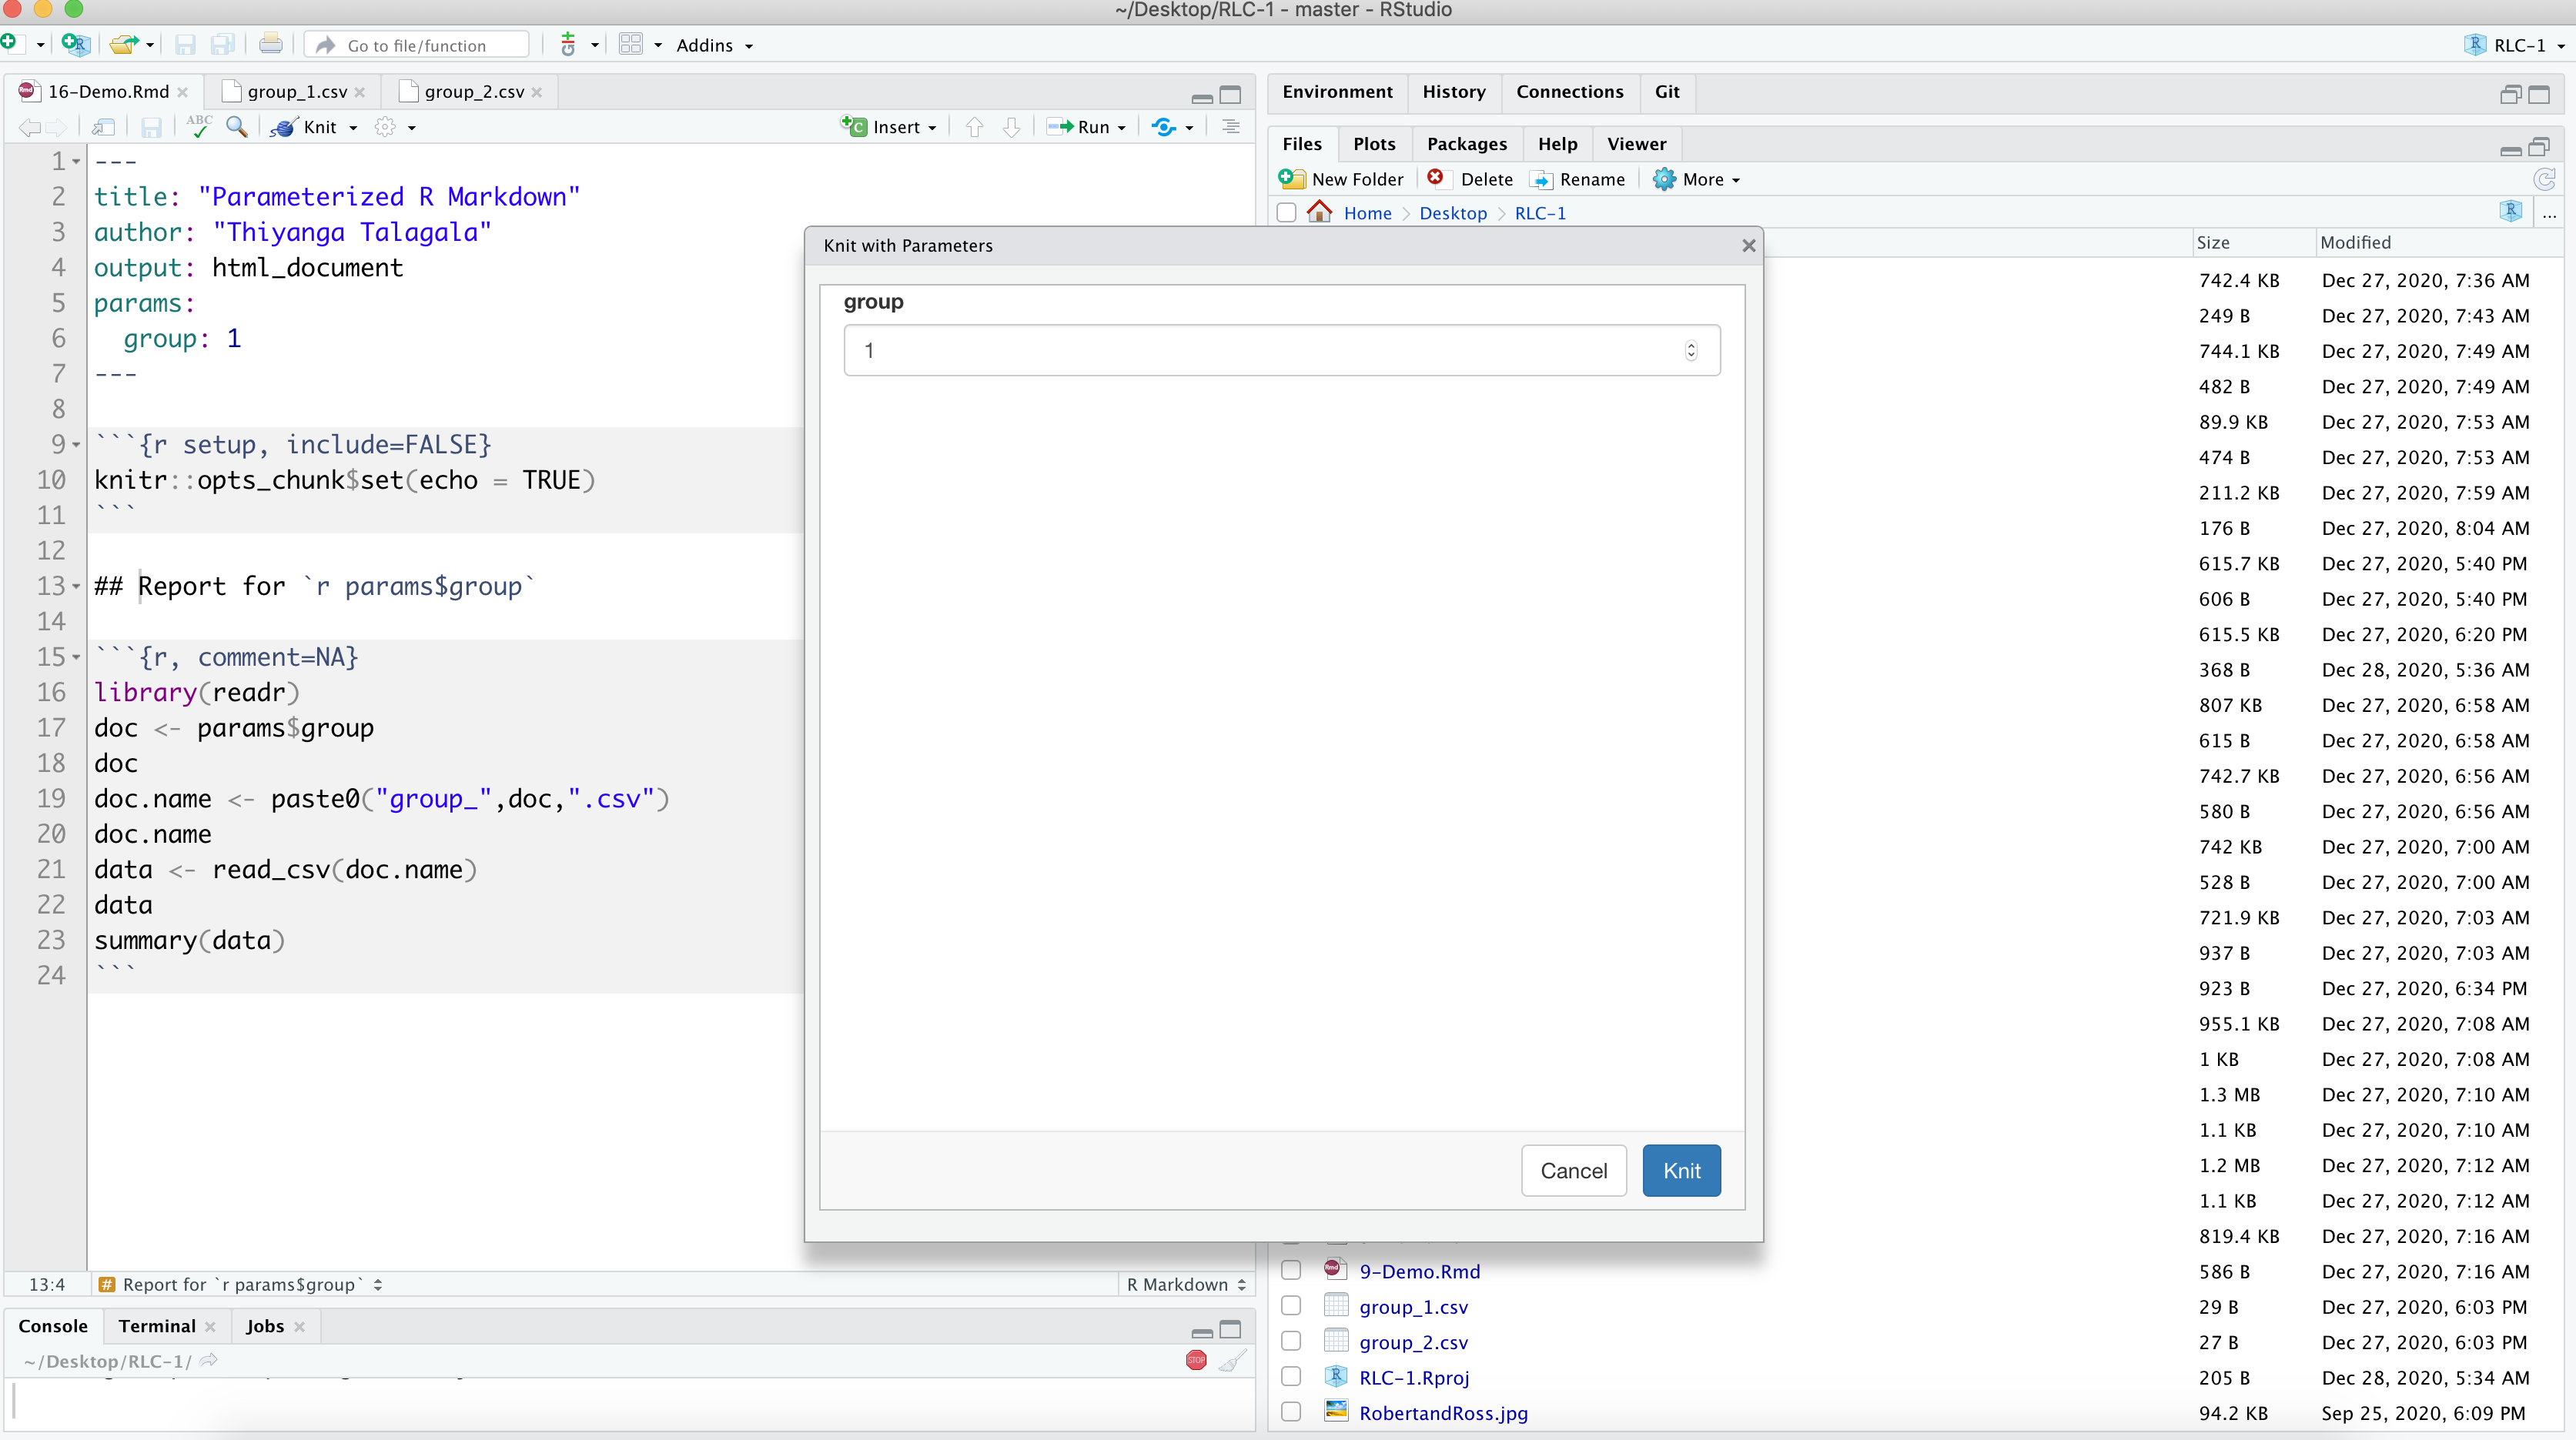 ~/Desktop/RLC-1 - master - RStudio
Go to file/function
Addins
RLC-1
16-Demo.Rmd
group_1.csv
group_2.csv
ABC
Knit
Insert
Run
1 ---
2 title: "Parameterized R Markdown"
3 author: "Thiyanga Talagala"
4 output: html_document
5 params:
6   group: 1
7 ---
8
9 ```{r setup, include=FALSE}
10 knitr::opts_chunk$set(echo = TRUE)
11 ```
12
13 ## Report for `r params$group`
14
15 ```{r, comment=NA}
16 library(readr)
17 doc <- params$group
18 doc
19 doc.name <- paste0("group_",doc,".csv")
20 doc.name
21 data <- read_csv(doc.name)
22 data
23 summary(data)
24 ```
13:4
# Report for `r params$group`
R Markdown
Console
Terminal
Jobs
~/Desktop/RLC-1/
STOP
Knit with Parameters
group
1
Cancel
Knit
Environment
History
Connections
Git
Files
Plots
Packages
Help
Viewer
New Folder
Delete
Rename
More
Home
Desktop
RLC-1
...
Size Modified
742.4 KB Dec 27, 2020, 7:36 AM
249 B Dec 27, 2020, 7:43 AM
744.1 KB Dec 27, 2020, 7:49 AM
482 B Dec 27, 2020, 7:49 AM
89.9 KB Dec 27, 2020, 7:53 AM
474 B Dec 27, 2020, 7:53 AM
211.2 KB Dec 27, 2020, 7:59 AM
176 B Dec 27, 2020, 8:04 AM
615.7 KB Dec 27, 2020, 5:40 PM
606 B Dec 27, 2020, 5:40 PM
615.5 KB Dec 27, 2020, 6:20 PM
368 B Dec 28, 2020, 5:36 AM
807 KB Dec 27, 2020, 6:58 AM
615 B Dec 27, 2020, 6:58 AM
742.7 KB Dec 27, 2020, 6:56 AM
580 B Dec 27, 2020, 6:56 AM
742 KB Dec 27, 2020, 7:00 AM
528 B Dec 27, 2020, 7:00 AM
721.9 KB Dec 27, 2020, 7:03 AM
937 B Dec 27, 2020, 7:03 AM
923 B Dec 27, 2020, 6:34 PM
955.1 KB Dec 27, 2020, 7:08 AM
1 KB Dec 27, 2020, 7:08 AM
1.3 MB Dec 27, 2020, 7:10 AM
1.1 KB Dec 27, 2020, 7:10 AM
1.2 MB Dec 27, 2020, 7:12 AM
1.1 KB Dec 27, 2020, 7:12 AM
819.4 KB Dec 27, 2020, 7:16 AM
9-Demo.Rmd 586 B Dec 27, 2020, 7:16 AM
group_1.csv 29 B Dec 27, 2020, 6:03 PM
group_2.csv 27 B Dec 27, 2020, 6:03 PM
RLC-1.Rproj 205 B Dec 28, 2020, 5:34 AM
RobertandRoss.jpg 94.2 KB Sep 25, 2020, 6:09 PM